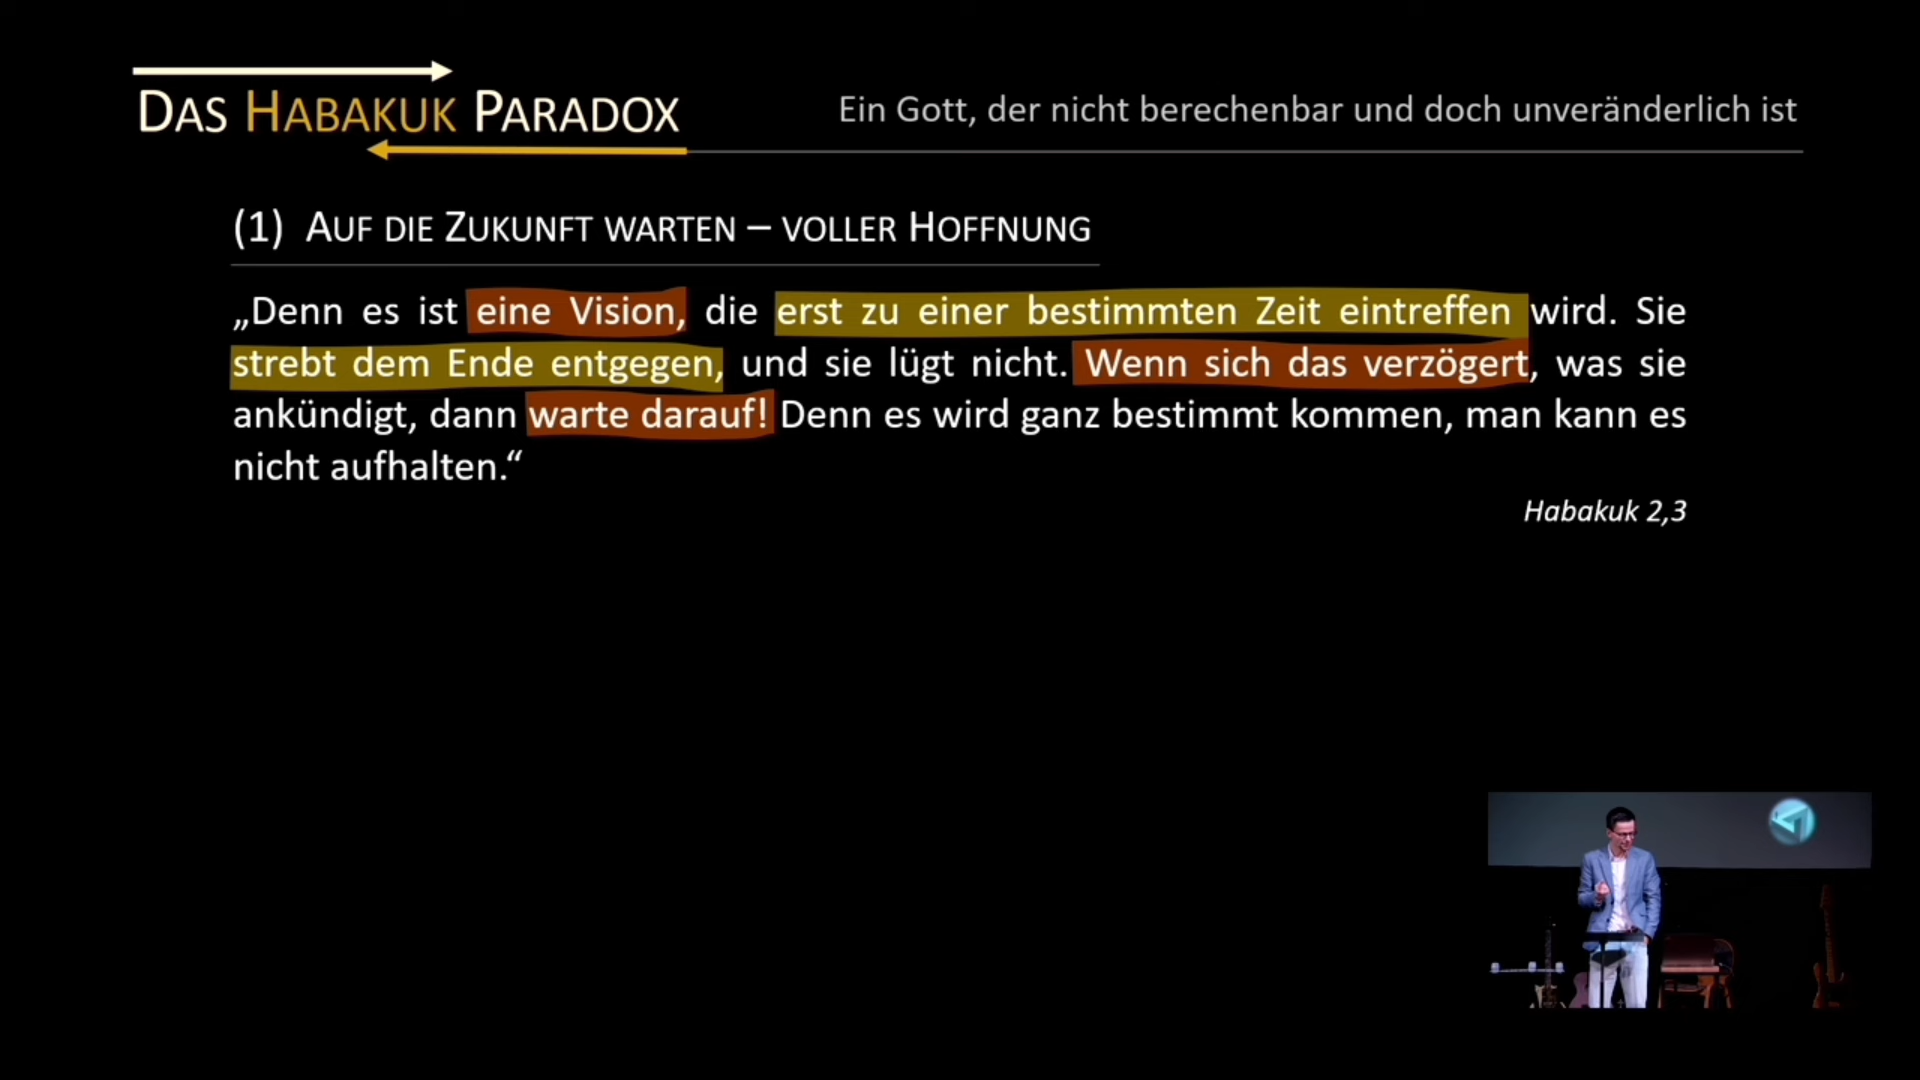 DAS HABAKUK PARADOX
Ein Gott, der nicht berechenbar und doch unveränderlich ist
(1) AUF DIE ZUKUNFT WARTEN – VOLLER HOFFNUNG
„Denn es ist eine Vision, die erst zu einer bestimmten Zeit eintreffen wird. Sie
strebt dem Ende entgegen, und sie lügt nicht. Wenn sich das verzögert, was sie
ankündigt, dann warte darauf! Denn es wird ganz bestimmt kommen, man kann es
nicht aufhalten.“
Habakuk 2,3